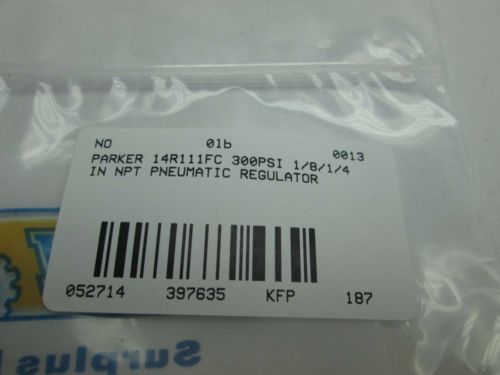 NO 01b 0013
PARKER 14R111FC 300PSI 1/8/1/4
IN NPT PNEUMATIC REGULATOR
052714 397635 KFP 187
Surplus